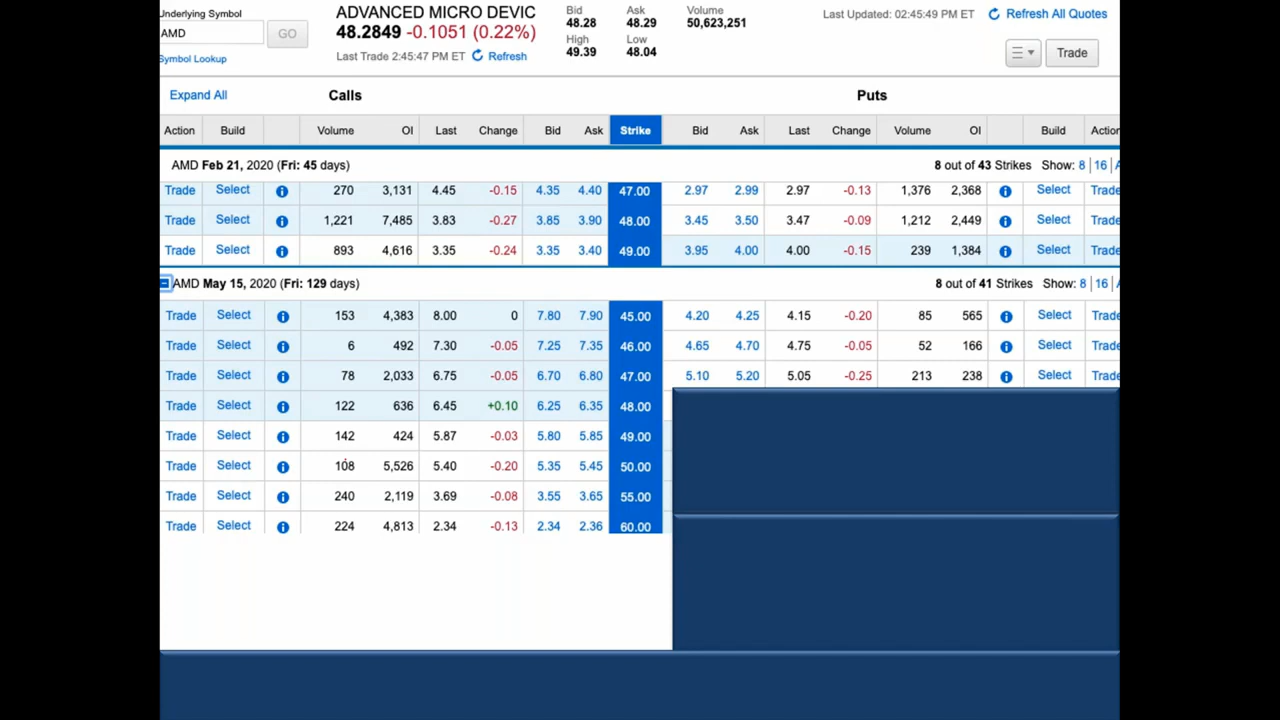 Underlying Symbol
AMD
GO
Symbol Lookup
ADVANCED MICRO DEVIC
48.2849 -0.1051 (0.22%)
Last Trade 2:45:47 PM ET Refresh
Bid Ask Volume
48.28 48.29 50,623,251
High Low
49.39 48.04
Last Updated: 02:45:49 PM ET Refresh All Quotes
Trade
Expand All Calls Puts
Action Build Volume OI Last Change Bid Ask Strike Bid Ask Last Change Volume OI Build Action
AMD Feb 21, 2020 (Fri: 45 days) 8 out of 43 Strikes Show: 8 | 16 |
Trade Select 270 3,131 4.45 -0.15 4.35 4.40 47.00 2.97 2.99 2.97 -0.13 1,376 2,368 Select Trade
Trade Select 1,221 7,485 3.83 -0.27 3.85 3.90 48.00 3.45 3.50 3.47 -0.09 1,212 2,449 Select Trade
Trade Select 893 4,616 3.35 -0.24 3.35 3.40 49.00 3.95 4.00 4.00 -0.15 239 1,384 Select Trade
AMD May 15, 2020 (Fri: 129 days) 8 out of 41 Strikes Show: 8 | 16 |
Trade Select 153 4,383 8.00 0 7.80 7.90 45.00 4.20 4.25 4.15 -0.20 85 565 Select Trade
Trade Select 6 492 7.30 -0.05 7.25 7.35 46.00 4.65 4.70 4.75 -0.05 52 166 Select Trade
Trade Select 78 2,033 6.75 -0.05 6.70 6.80 47.00 5.10 5.20 5.05 -0.25 213 238 Select Trade
Trade Select 122 636 6.45 +0.10 6.25 6.35 48.00
Trade Select 142 424 5.87 -0.03 5.80 5.85 49.00
Trade Select 108 5,526 5.40 -0.20 5.35 5.45 50.00
Trade Select 240 2,119 3.69 -0.08 3.55 3.65 55.00
Trade Select 224 4,813 2.34 -0.13 2.34 2.36 60.00